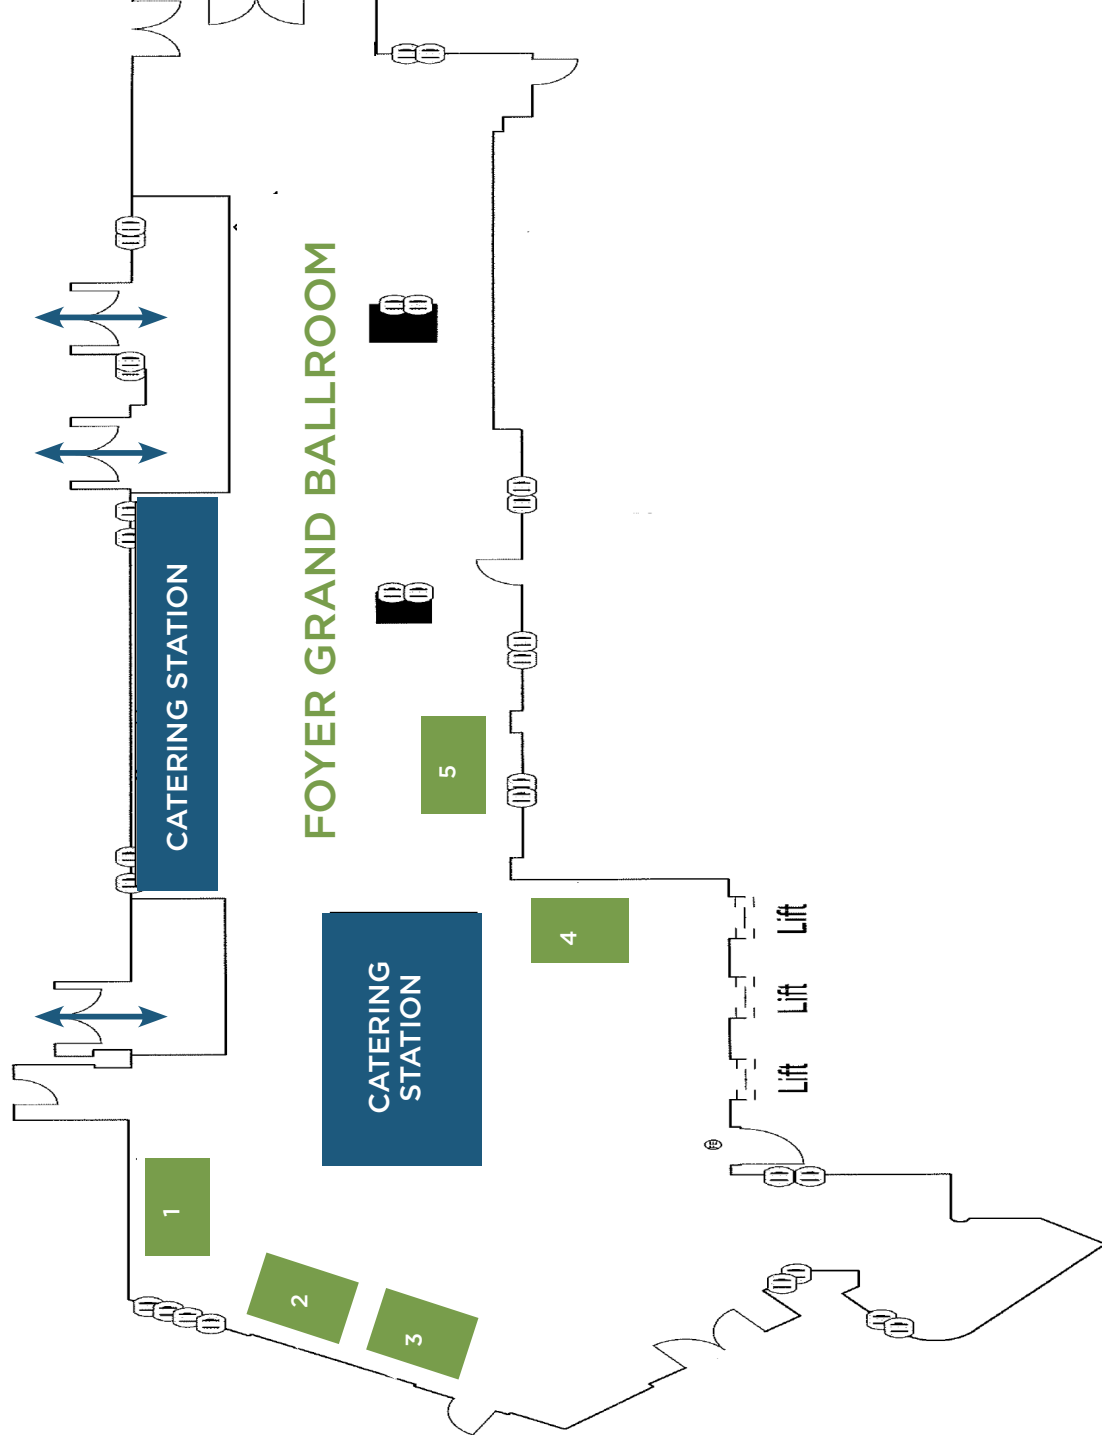 FOYER GRAND BALLROOM
CATERING STATION
CATERING
STATION
1
2
3
4
5
Lift
Lift
Lift